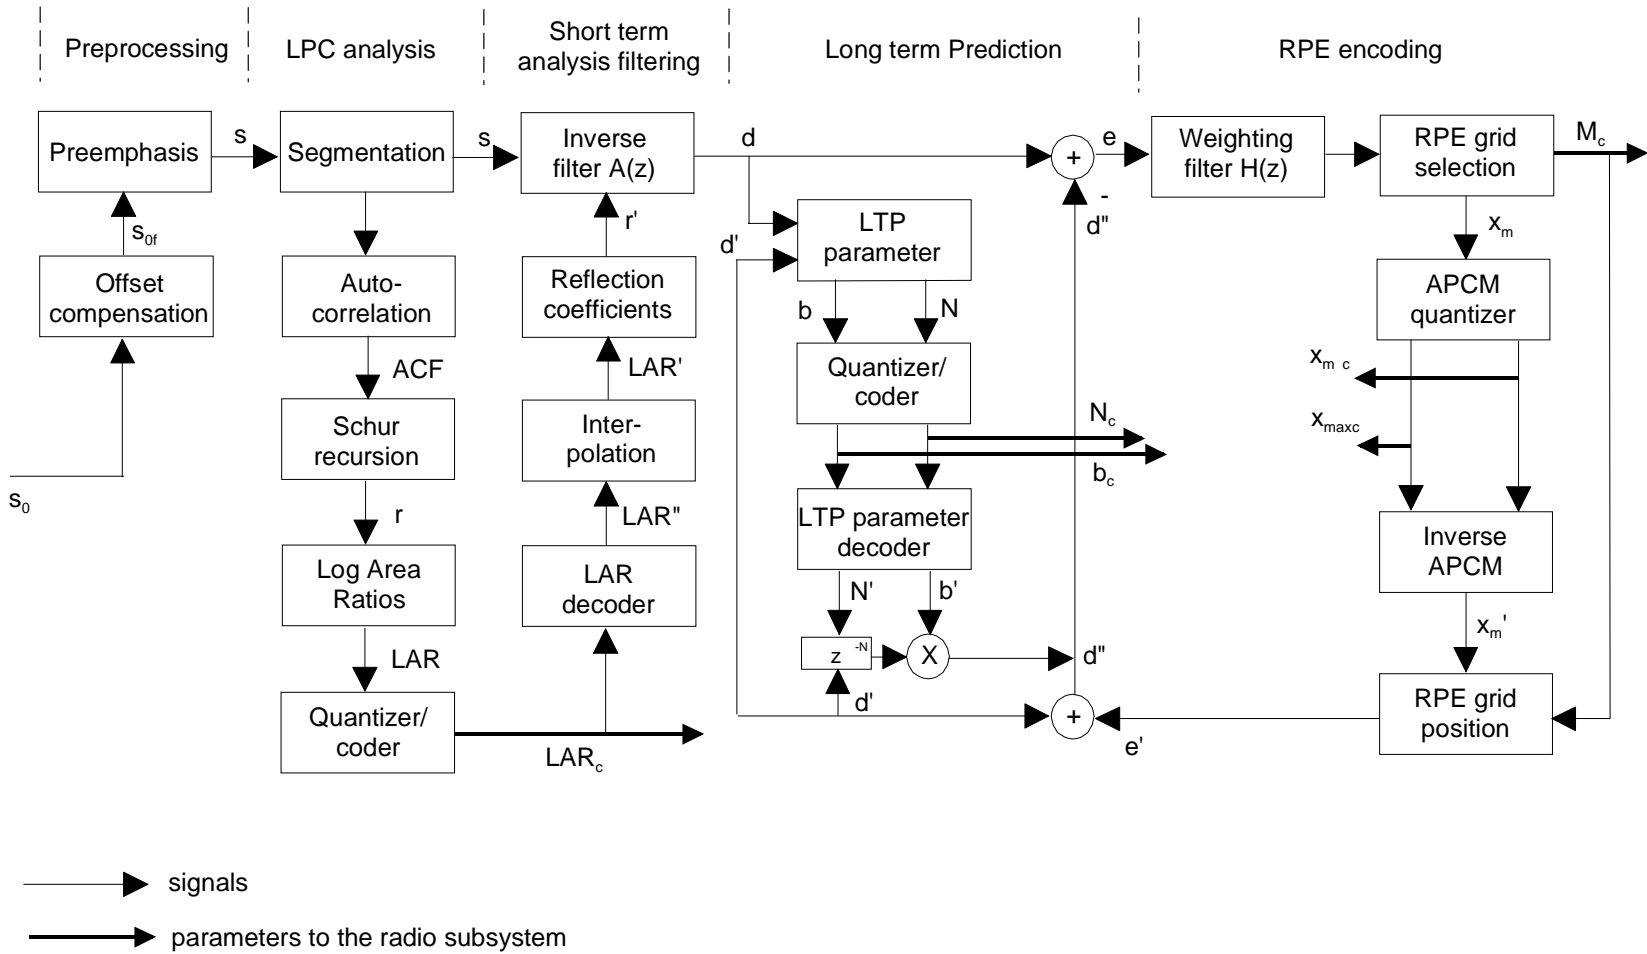 Preprocessing
LPC analysis
Short term
analysis filtering
Long term Prediction
RPE encoding
Preemphasis
s
Segmentation
s
Inverse
filter A(z)
d
+
e
Weighting
filter H(z)
RPE grid
selection
Mc
-
d"
s0f
Offset
compensation
s0
Auto-
correlation
ACF
Schur
recursion
r
Log Area
Ratios
LAR
Quantizer/
coder
LARc
r'
Reflection
coefficients
LAR'
Inter-
polation
LAR"
LAR
decoder
d'
LTP
parameter
b
N
Quantizer/
coder
Nc
bc
LTP parameter
decoder
N'
b'
z -N
X
d"
d'
+
e'
xm
APCM
quantizer
xm c
xmaxc
Inverse
APCM
xm'
RPE grid
position
signals
parameters to the radio subsystem